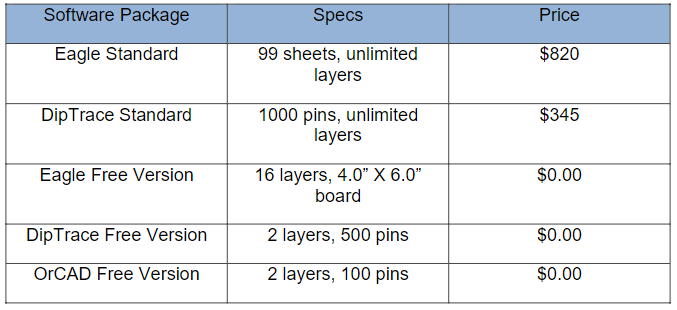 Software Package Specs Price
Eagle Standard 99 sheets, unlimited $820
layers
DipTrace Standard 1000 pins, unlimited $345
layers
Eagle Free Version 16 layers, 4.0” X 6.0” $0.00
board
DipTrace Free Version 2 layers, 500 pins $0.00
OrCAD Free Version 2 layers, 100 pins $0.00